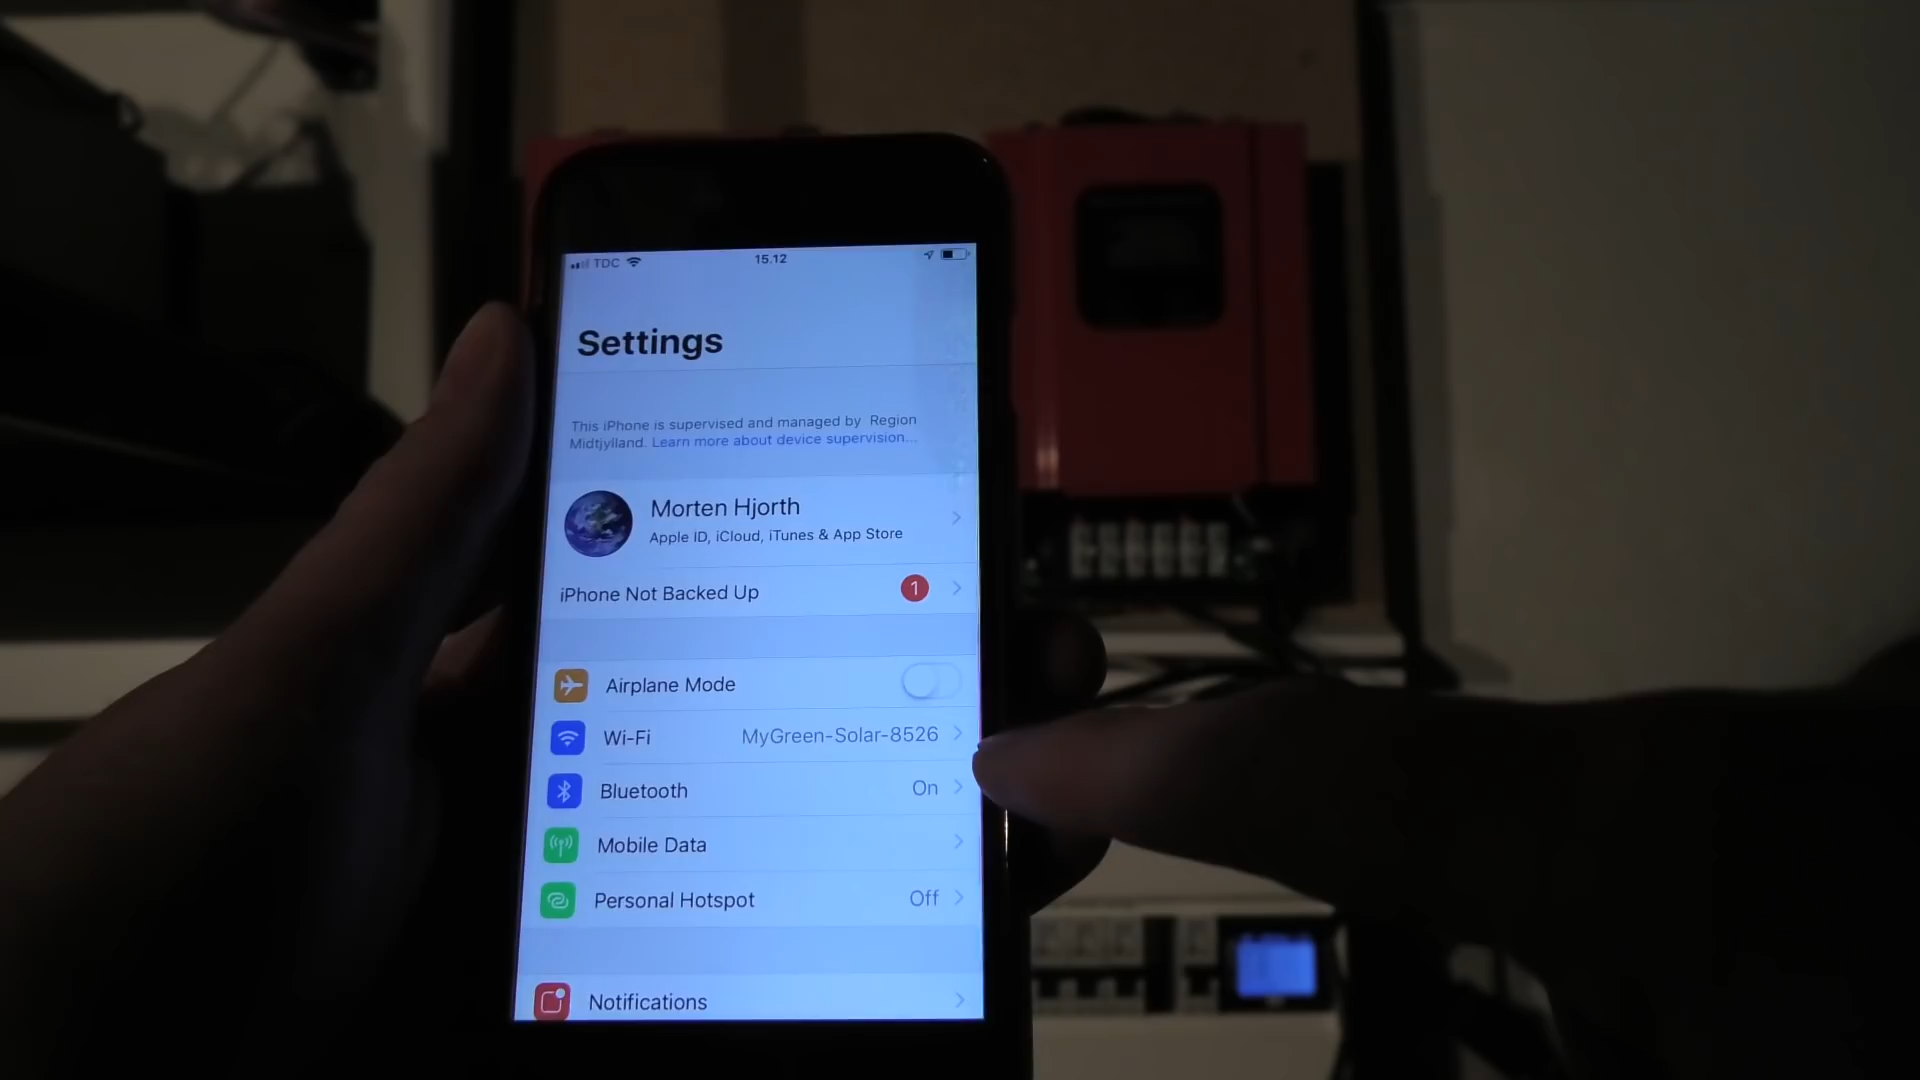 TDC 15.12
Settings
This iPhone is supervised and managed by Region
Midtjylland. Learn more about device supervision...
Morten Hjorth
Apple ID, iCloud, iTunes & App Store
iPhone Not Backed Up 1
Airplane Mode
Wi-Fi MyGreen-Solar-8526
Bluetooth On
Mobile Data
Personal Hotspot Off
Notifications